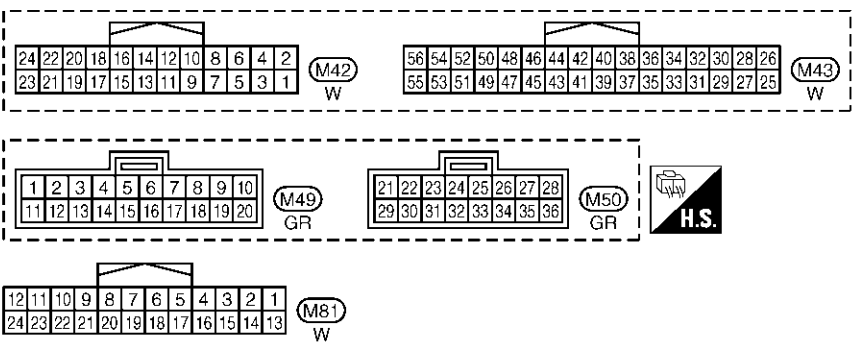 24 22 20 18 16 14 12 10 8 6 4 2
23 21 19 17 15 13 11 9 7 5 3 1
M42
W
56 54 52 50 48 46 44 42 40 38 36 34 32 30 28 26
55 53 51 49 47 45 43 41 39 37 35 33 31 29 27 25
M43
W
1 2 3 4 5 6 7 8 9 10
11 12 13 14 15 16 17 18 19 20
M49
GR
21 22 23 24 25 26 27 28
29 30 31 32 33 34 35 36
M50
GR
H.S.
12 11 10 9 8 7 6 5 4 3 2 1
24 23 22 21 20 19 18 17 16 15 14 13
M81
W